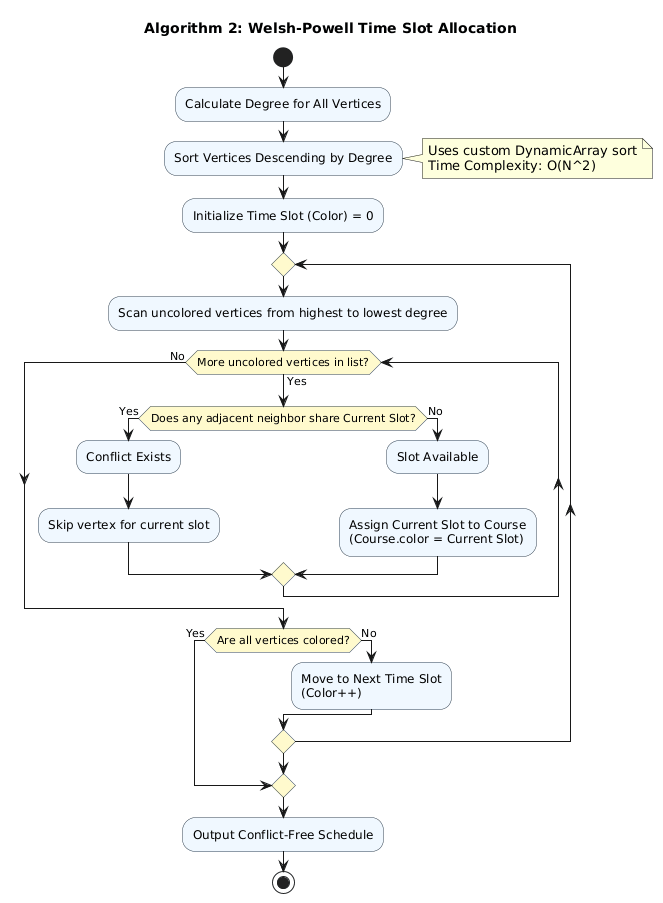 Algorithm 2: Welsh-Powell Time Slot Allocation
Calculate Degree for All Vertices
Sort Vertices Descending by Degree
Uses custom DynamicArray sort
Time Complexity: O(N^2)
Initialize Time Slot (Color) = 0
Scan uncolored vertices from highest to lowest degree
No
More uncolored vertices in list?
Yes
Yes
Does any adjacent neighbor share Current Slot?
No
Conflict Exists
Slot Available
Skip vertex for current slot
Assign Current Slot to Course
(Course.color = Current Slot)
Yes
Are all vertices colored?
No
Move to Next Time Slot
(Color++)
Output Conflict-Free Schedule